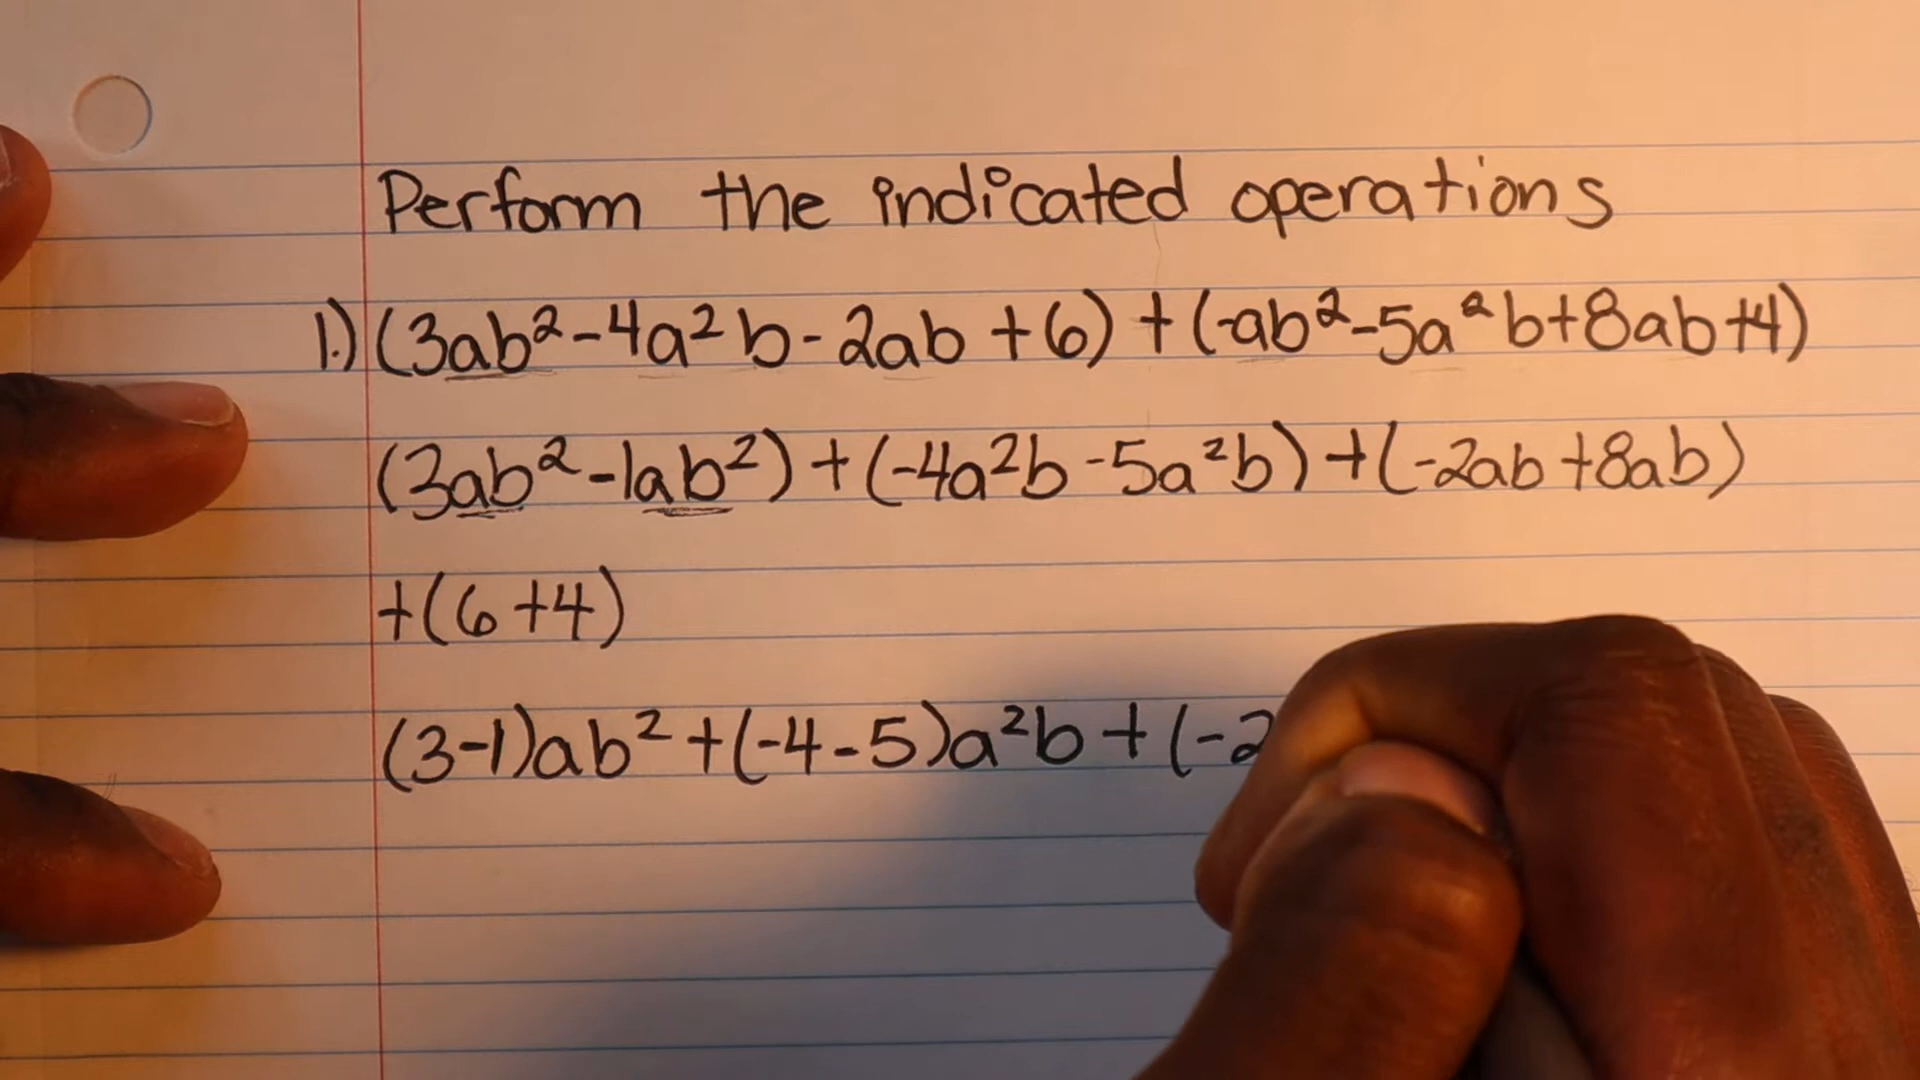 Perform the indicated operations
1.) (3ab²-4a²b-2ab+6)+(-ab²-5a²b+8ab+4)
(3ab²-1ab²)+(-4a²b-5a²b)+(-2ab+8ab)
+(6+4)
(3-1)ab²+(-4-5)a²b+(-2